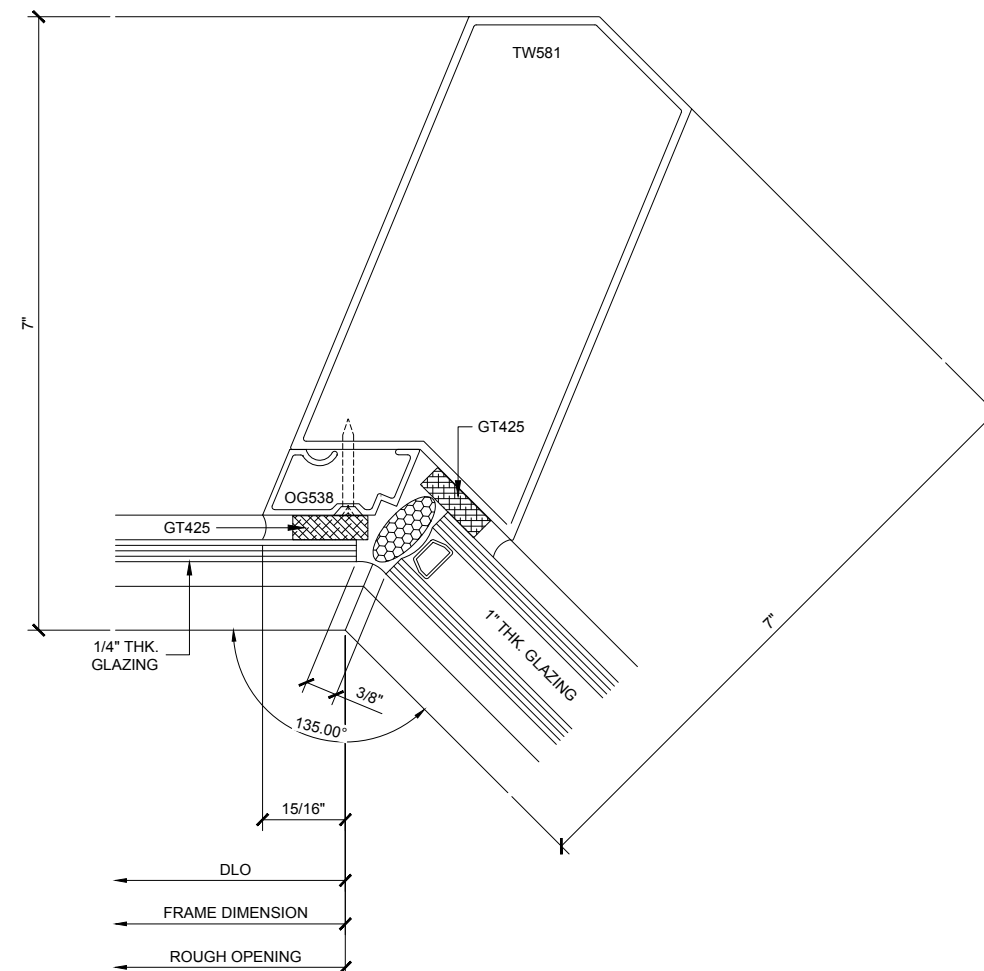 TW581
7"
GT425
OG538
GT425
1/4" THK.
GLAZING
1" THK. GLAZING
7"
3/8"
135.00°
15/16"
DLO
FRAME DIMENSION
ROUGH OPENING